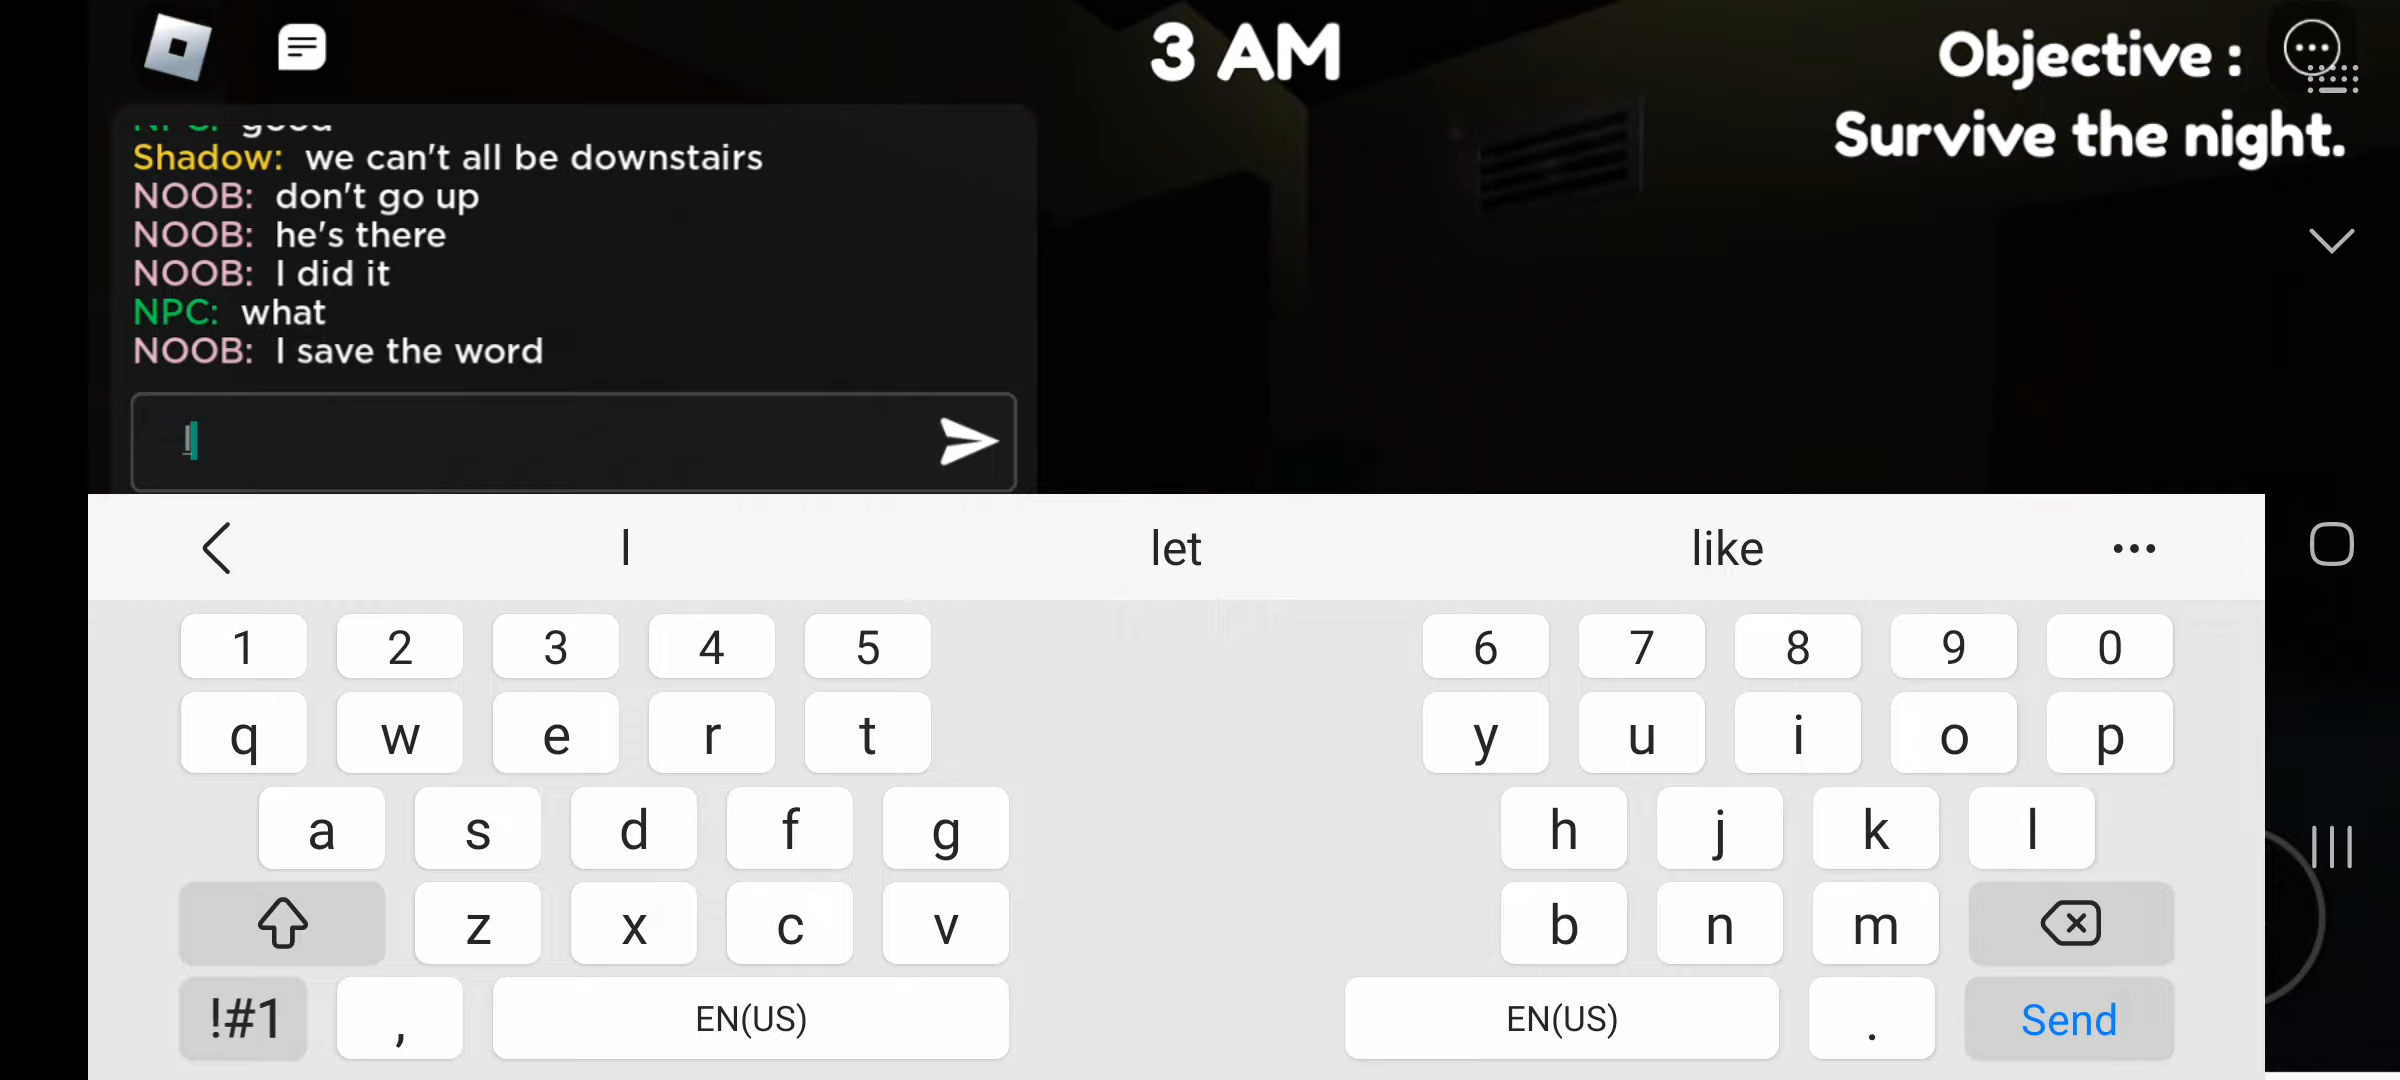 3 AM
Objective :
Survive the night.
NPC: good
Shadow: we can't all be downstairs
NOOB: don't go up
NOOB: he's there
NOOB: I did it
NPC: what
NOOB: I save the word
l
l let like
1 2 3 4 5 6 7 8 9 0
q w e r t y u i o p
a s d f g h j k l
z x c v b n m
!#1 , EN(US) EN(US) . Send